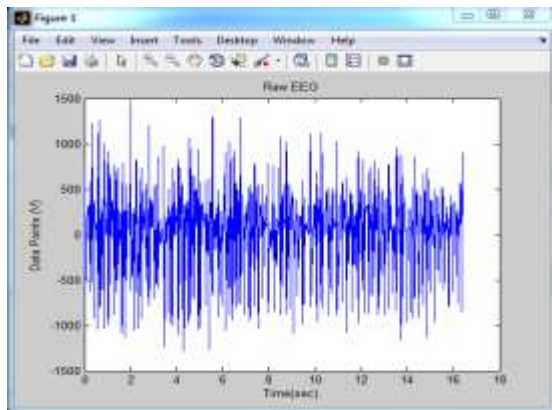 Figure 1
File Edit View Insert Tools Desktop Window Help
Raw EEG
1500
1000
500
0
-500
-1000
-1500
Data Points (V)
0 2 4 6 8 10 12 14 16 18
Time(sec)